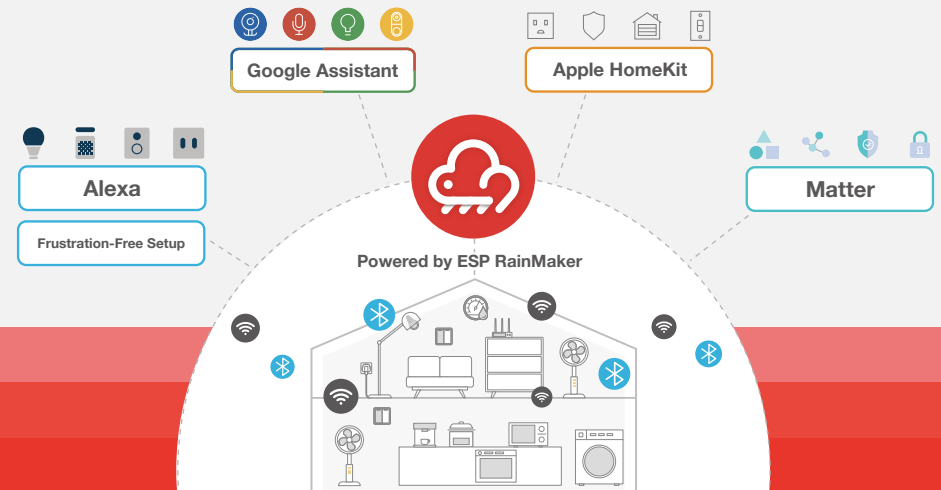 Google Assistant
Apple HomeKit
Alexa
Matter
Frustration-Free Setup
Powered by ESP RainMaker